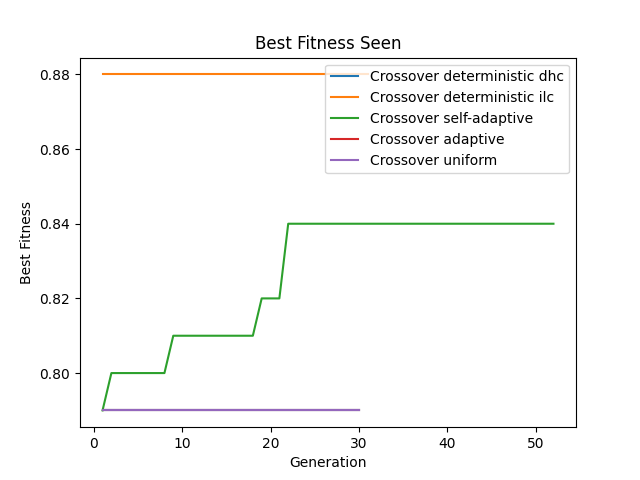 Best Fitness Seen
Crossover deterministic dhc
Crossover deterministic ilc
Crossover self-adaptive
Crossover adaptive
Crossover uniform
Best Fitness
0.88
0.86
0.84
0.82
0.80
0
10
20
30
40
50
Generation